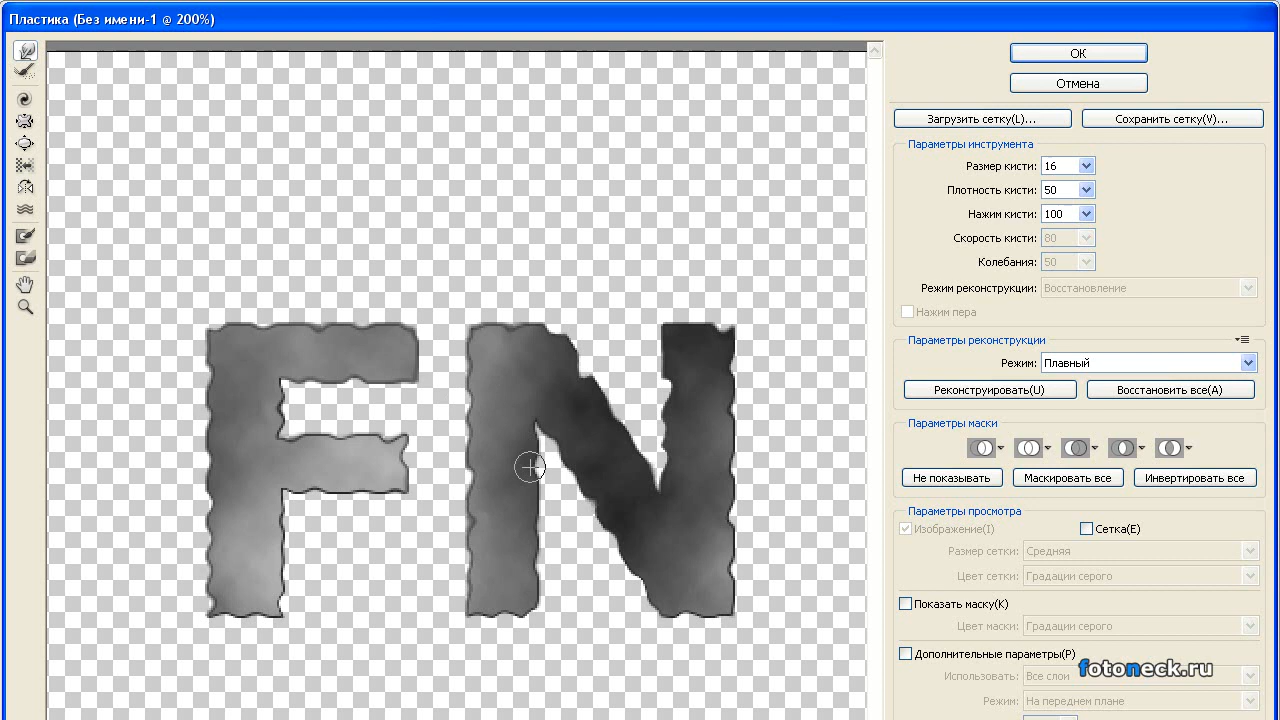 Пластика (Без имени-1 @ 200%)
ОК
Отмена
Загрузить сетку(L)...
Сохранить сетку(V)...
Параметры инструмента
Размер кисти: 16
Плотность кисти: 50
Нажим кисти: 100
Скорость кисти: 80
Колебания: 50
Режим реконструкции: Восстановление
Нажим пера
Параметры реконструкции
Режим: Плавный
Реконструировать(U)
Восстановить все(A)
Параметры маски
Не показывать
Маскировать все
Инвертировать все
Параметры просмотра
Изображение(I)
Сетка(E)
Размер сетки: Средняя
Цвет сетки: Градации серого
Показать маску(K)
Цвет маски: Градации серого
Дополнительные параметры(P)
fotoneck.ru
Использовать: Все слои
Режим: На переднем плане
FN